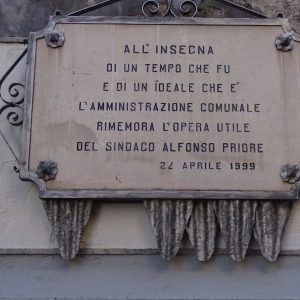 ALL'INSEGNA
DI UN TEMPO CHE FU
E DI UN IDEALE CHE E'
L'AMMINISTRAZIONE COMUNALE
RIMEMORA L'OPERA UTILE
DEL SINDACO ALFONSO PRIORE
22 APRILE 1999